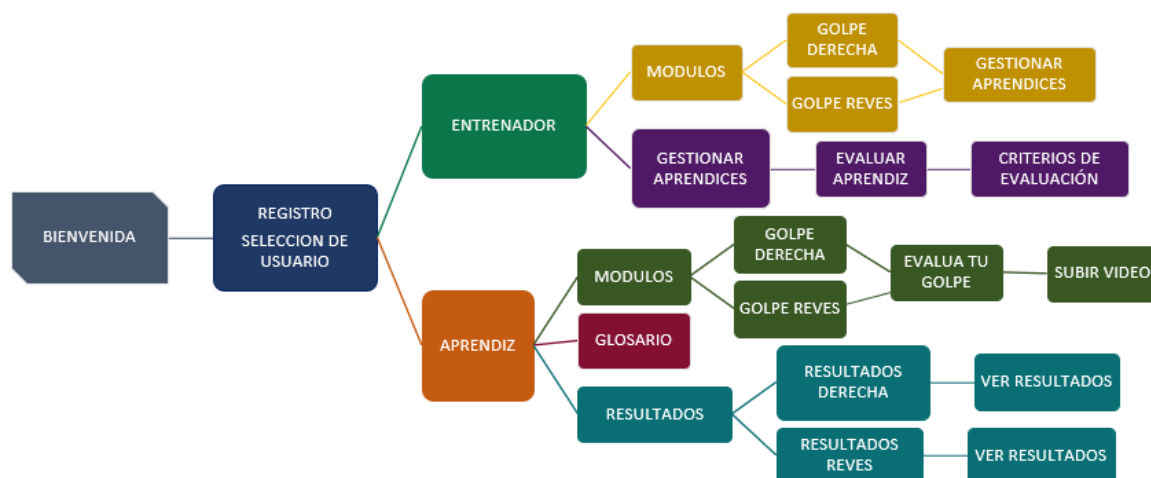 BIENVENIDA
REGISTRO
SELECCION DE
USUARIO
ENTRENADOR
MODULOS
GOLPE
DERECHA
GOLPE REVES
GESTIONAR
APRENDICES
GESTIONAR
APRENDICES
EVALUAR
APRENDIZ
CRITERIOS DE
EVALUACIÓN
APRENDIZ
MODULOS
GOLPE
DERECHA
GOLPE REVES
EVALUA TU
GOLPE
SUBIR VIDEO
GLOSARIO
RESULTADOS
RESULTADOS
DERECHA
VER RESULTADOS
RESULTADOS
REVES
VER RESULTADOS